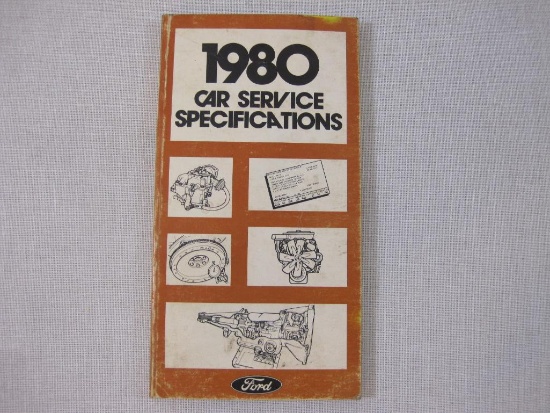 1980
CAR SERVICE
SPECIFICATIONS
Ford